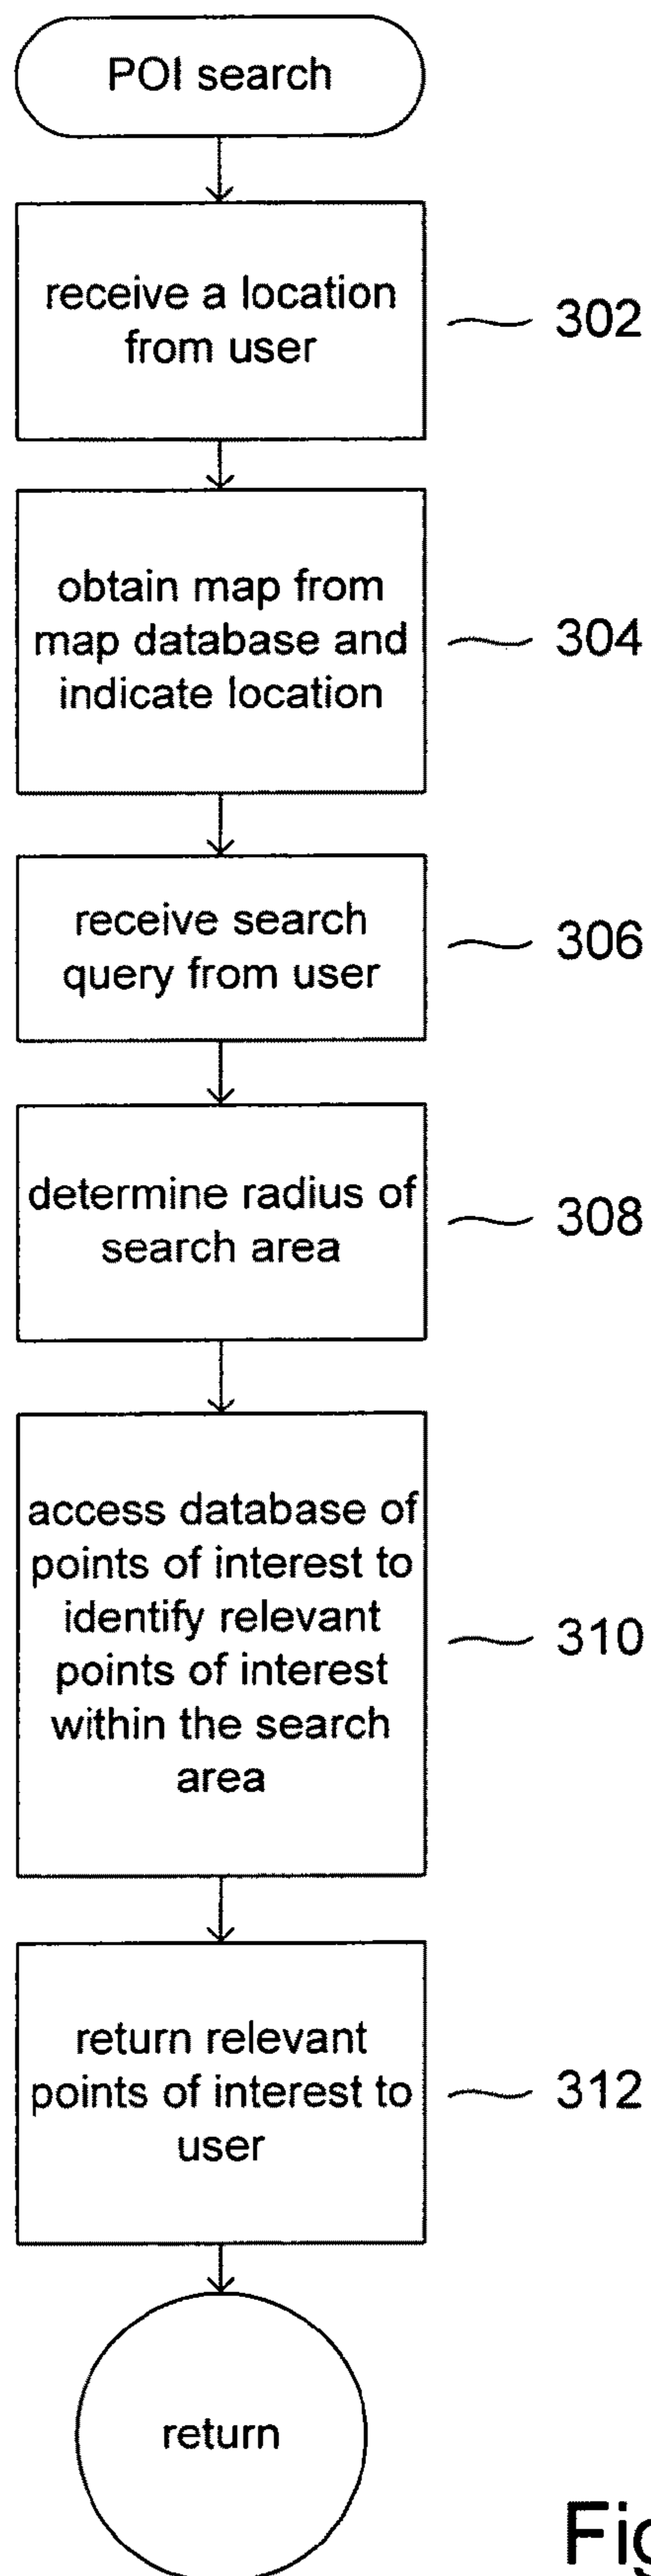 POI search
receive a location
from user
302
obtain map from
map database and
indicate location
304
receive search
query from user
306
determine radius of
search area
308
access database of
points of interest to
identify relevant
points of interest
within the search
area
310
return relevant
points of interest to
user
312
return